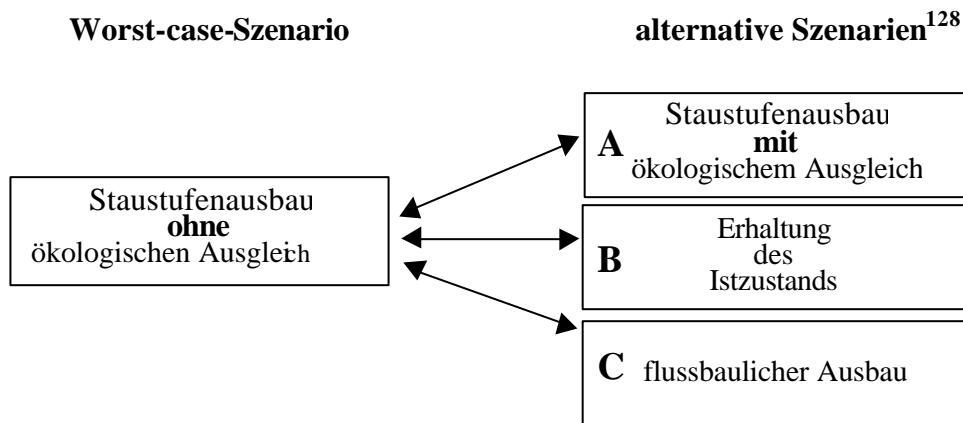 Worst-case-Szenario
alternative Szenarien128
Staustufenausbau
ohne
ökologischen Ausgleich
A
Staustufenausbau
mit
ökologischem Ausgleich
B
Erhaltung
des
Istzustands
C flussbaulicher Ausbau